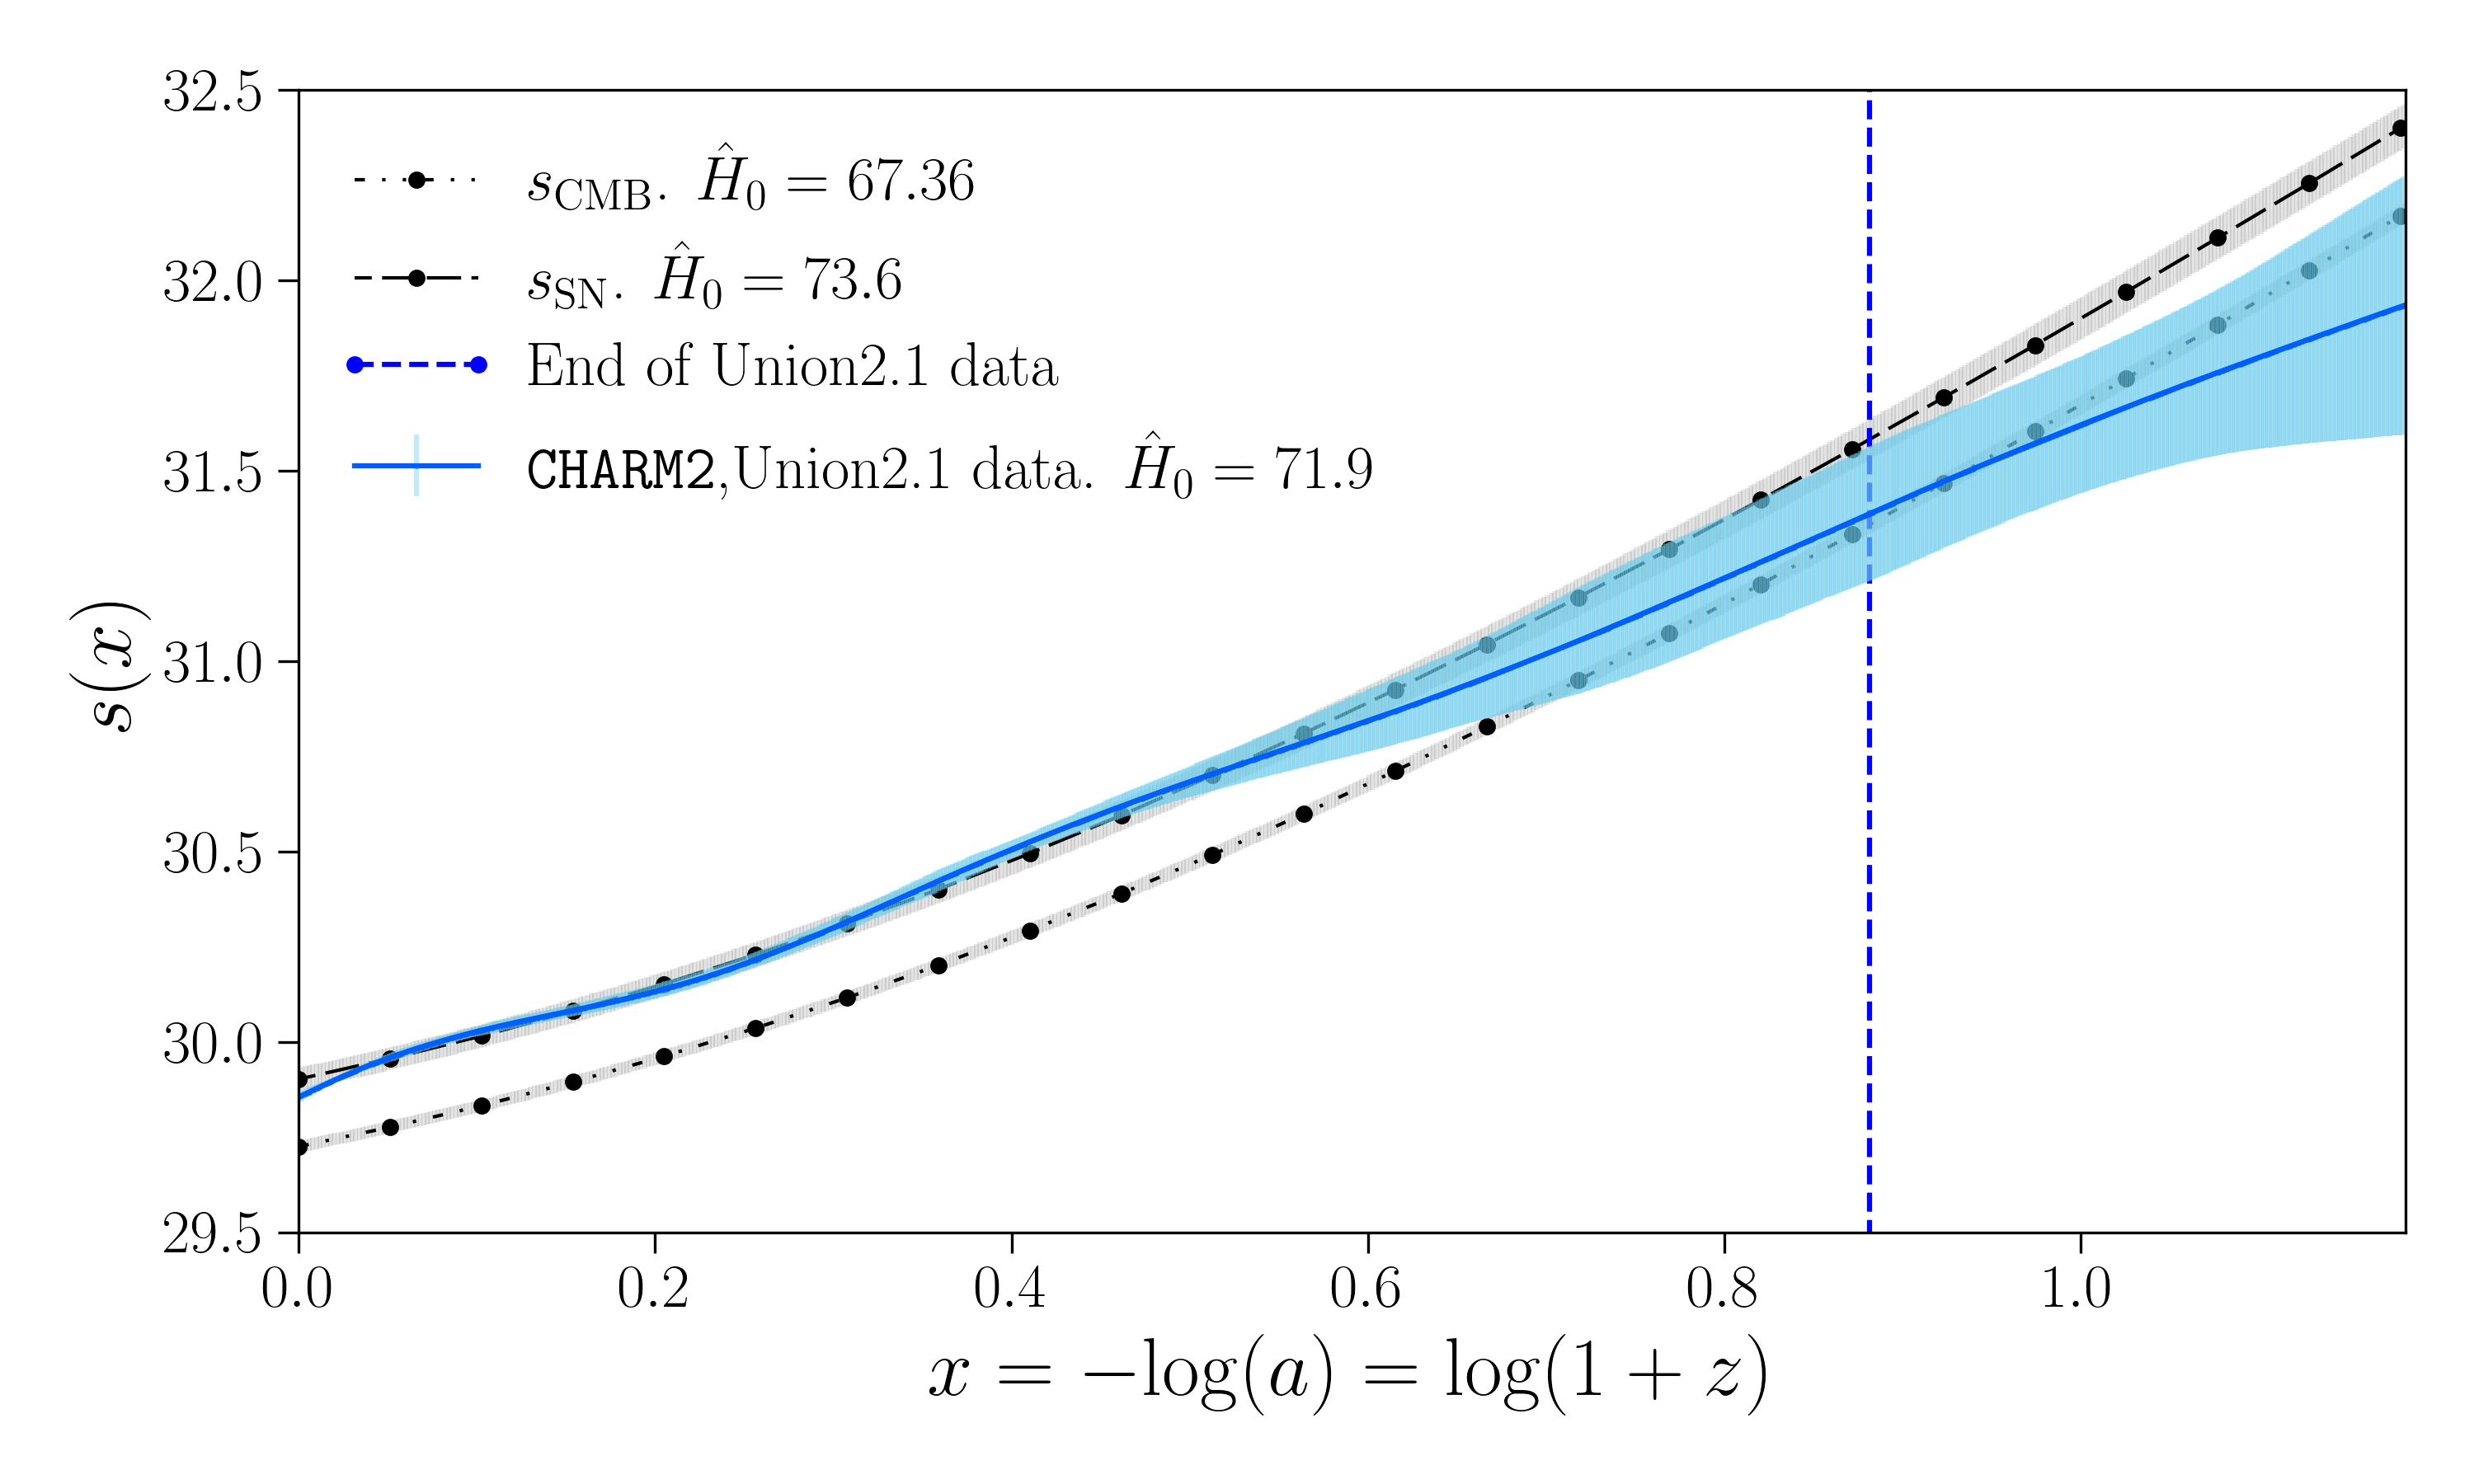 32.5
32.0
31.5
31.0
30.5
30.0
29.5
s(x)
s_CMB. Ĥ_0 = 67.36
s_SN. Ĥ_0 = 73.6
End of Union2.1 data
CHARM2,Union2.1 data. Ĥ_0 = 71.9
0.0 0.2 0.4 0.6 0.8 1.0
x = −log(a) = log(1 + z)